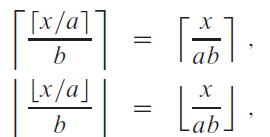 ⌈⌈x/a⌉ / b⌉ = ⌈x / ab⌉ ,
⌊⌊x/a⌋ / b⌋ = ⌊x / ab⌋ .